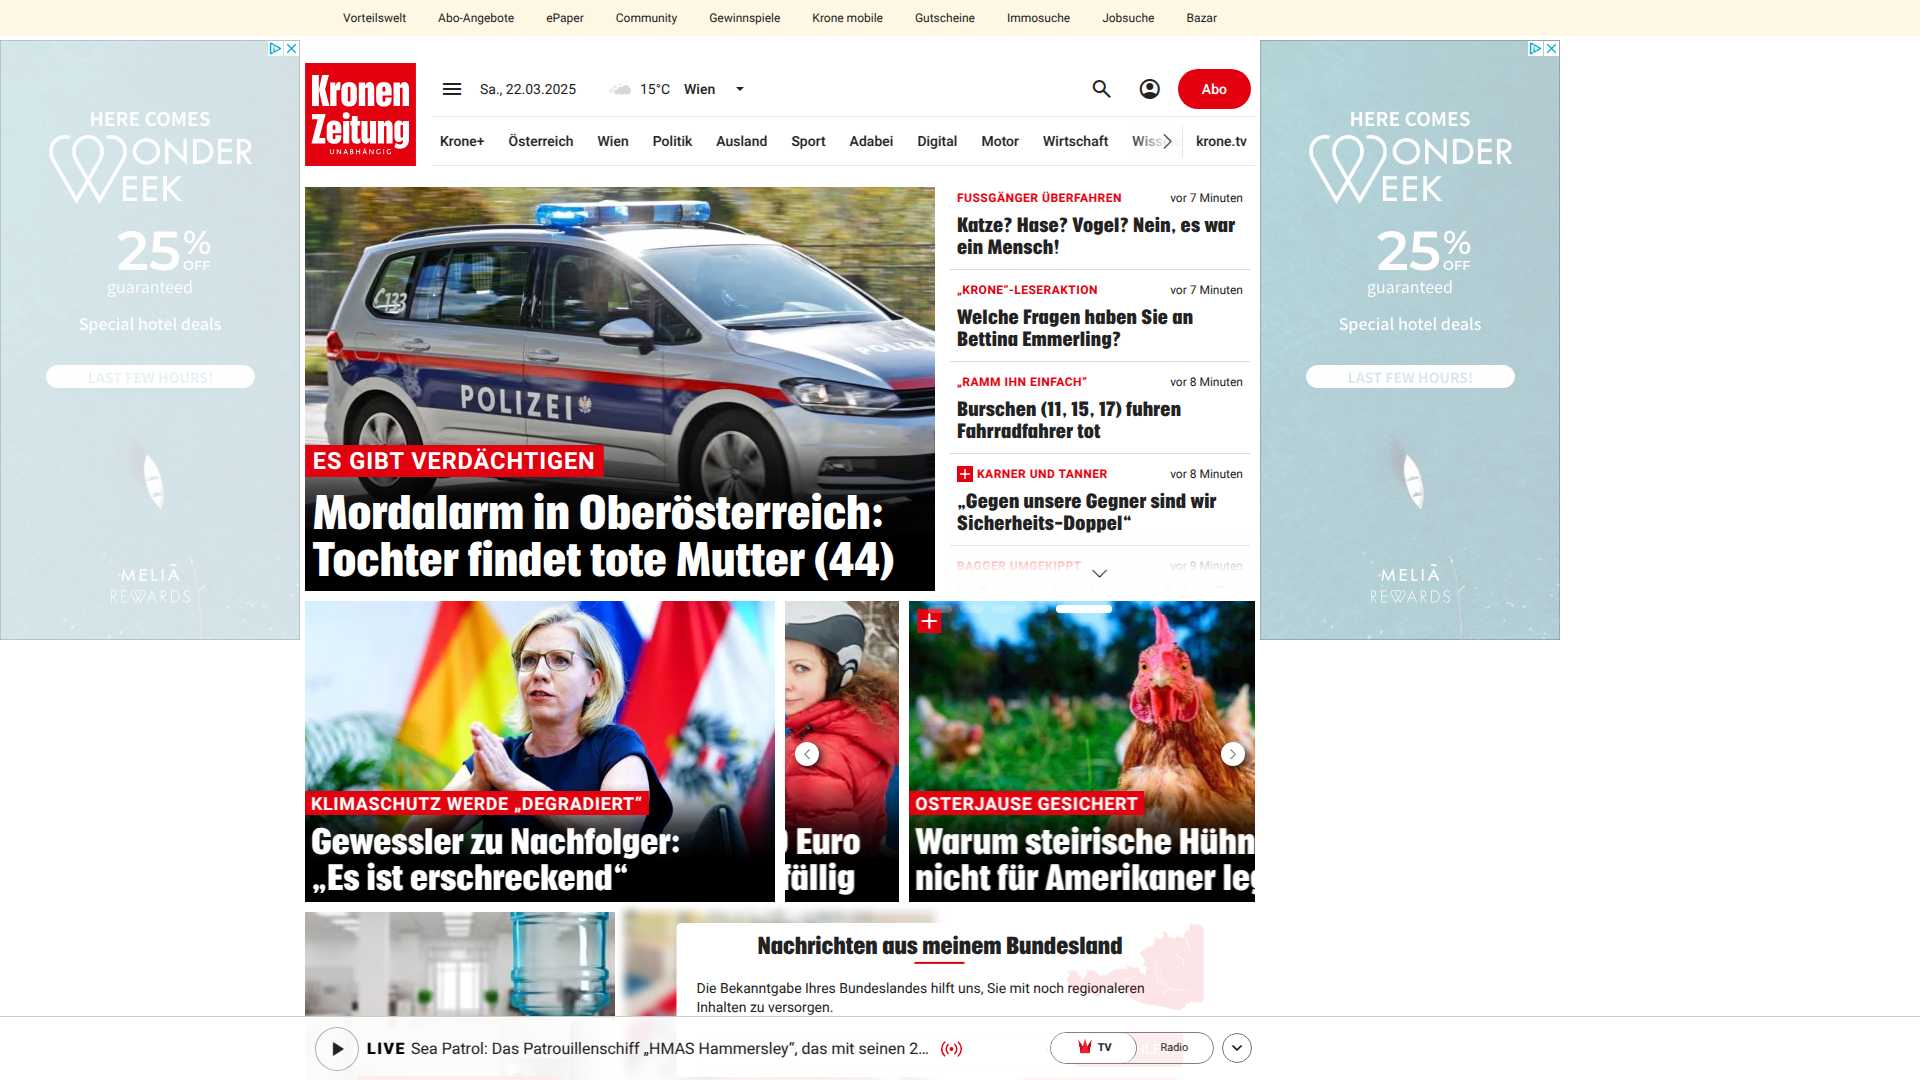 Vorteilswelt Abo-Angebote ePaper Community Gewinnspiele Krone mobile Gutscheine Immosuche Jobsuche Bazar
HERE COMES
WONDER
WEEK
25% OFF
guaranteed
Special hotel deals
LAST FEW HOURS!
MELIÃ
REWARDS
Kronen
Zeitung
UNABHÄNGIG
Sa., 22.03.2025 15°C Wien
Abo
Krone+ Österreich Wien Politik Ausland Sport Adabei Digital Motor Wirtschaft krone.tv
C133
POLIZEI
POLIZEI
ES GIBT VERDÄCHTIGEN
Mordalarm in Oberösterreich:
Tochter findet tote Mutter (44)
FUSSGÄNGER ÜBERFAHREN vor 7 Minuten
Katze? Hase? Vogel? Nein, es war
ein Mensch!
„KRONE“-LESERAKTION vor 7 Minuten
Welche Fragen haben Sie an
Bettina Emmerling?
„RAMM IHN EINFACH“ vor 8 Minuten
Burschen (11, 15, 17) fuhren
Fahrradfahrer tot
KARNER UND TANNER vor 8 Minuten
„Gegen unsere Gegner sind wir
Sicherheits-Doppel“
BAGGER UMGEKIPPT vor 9 Minuten
HERE COMES
WONDER
WEEK
25% OFF
guaranteed
Special hotel deals
LAST FEW HOURS!
MELIÃ
REWARDS
KLIMASCHUTZ WERDE „DEGRADIERT“
Gewessler zu Nachfolger:
„Es ist erschreckend“
Euro
fällig
OSTERJAUSE GESICHERT
Warum steirische Hühn
nicht für Amerikaner leg
Nachrichten aus meinem Bundesland
Die Bekanntgabe Ihres Bundeslandes hilft uns, Sie mit noch regionaleren
Inhalten zu versorgen.
LIVE Sea Patrol: Das Patrouillenschiff „HMAS Hammersley“, das mit seinen 2...
TV Radio